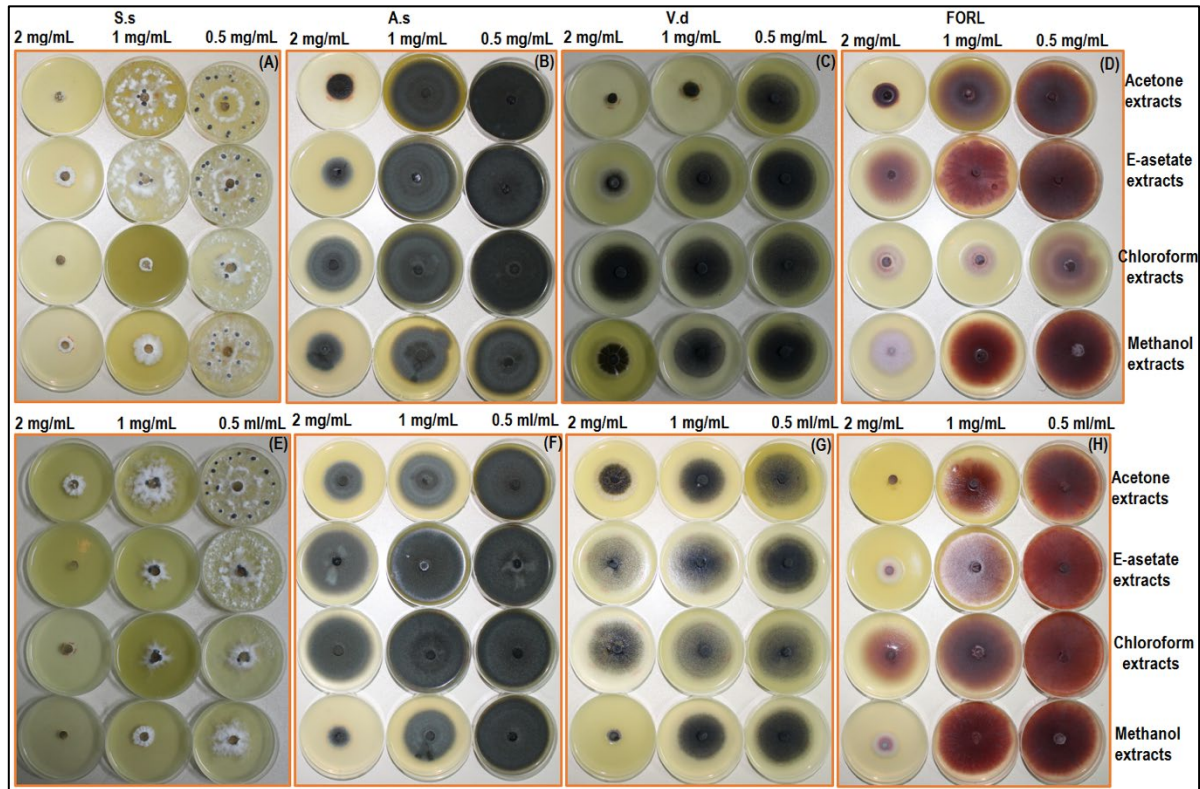 S.s A.s V.d FORL
2 mg/mL 1 mg/mL 0.5 mg/mL 2 mg/mL 1 mg/mL 0.5 mg/mL 2 mg/mL 1 mg/mL 0.5 mg/mL 2 mg/mL 1 mg/mL 0.5 mg/mL
(A) (B) (C) (D)
Acetone
extracts
E-asetate
extracts
Chloroform
extracts
Methanol
extracts
2 mg/mL 1 mg/mL 0.5 ml/mL 2 mg/mL 1 mg/mL 0.5 ml/mL 2 mg/mL 1 mg/mL 0.5 ml/mL 2 mg/mL 1 mg/mL 0.5 ml/mL
(E) (F) (G) (H)
Acetone
extracts
E-asetate
extracts
Chloroform
extracts
Methanol
extracts